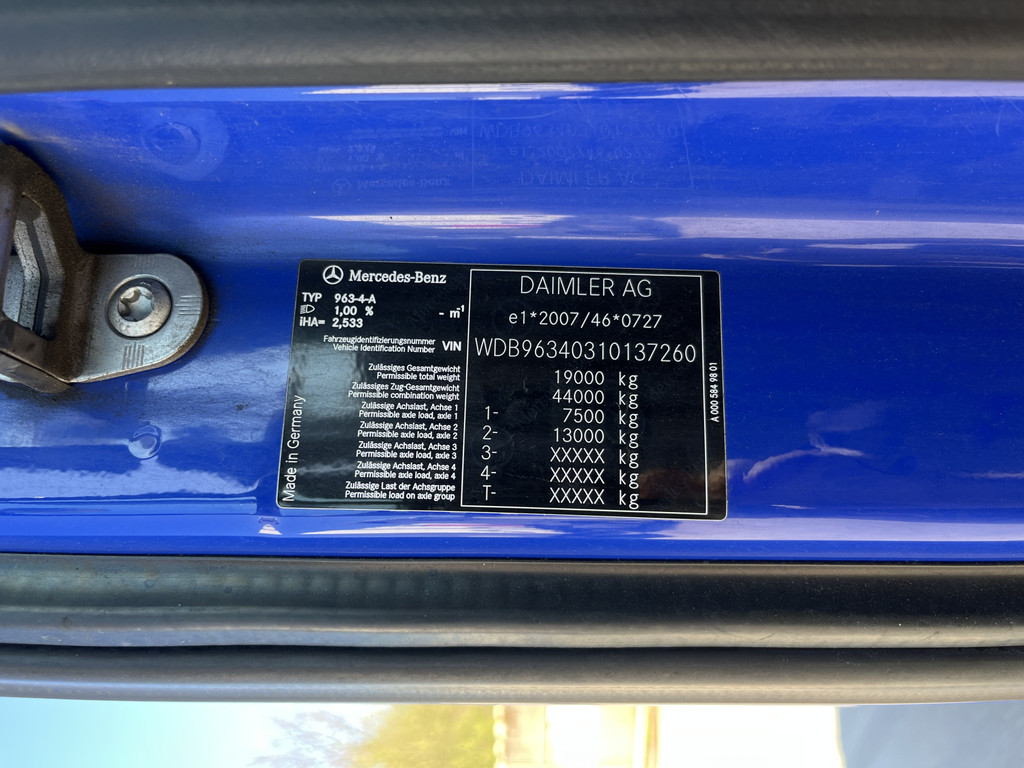 Mercedes-Benz
TYP 963-4-A
1,00 % - m⁻¹
iHA= 2,533
DAIMLER AG
e1*2007/46*0727
Fahrzeugidentifizierungsnummer
Vehicle Identification Number VIN WDB96340310137260
Zulässiges Gesamtgewicht
Permissible total weight 19000 kg
Zulässiges Zug-Gesamtgewicht
Permissible combination weight 44000 kg
Zulässige Achslast, Achse 1
Permissible axle load, axle 1 1- 7500 kg
Zulässige Achslast, Achse 2
Permissible axle load, axle 2 2- 13000 kg
Zulässige Achslast, Achse 3
Permissible axle load, axle 3 3- XXXXX kg
Zulässige Achslast, Achse 4
Permissible axle load, axle 4 4- XXXXX kg
Zulässige Last der Achsgruppe
Permissible load on axle group T- XXXXX kg
Made in Germany
A 000 584 98 01